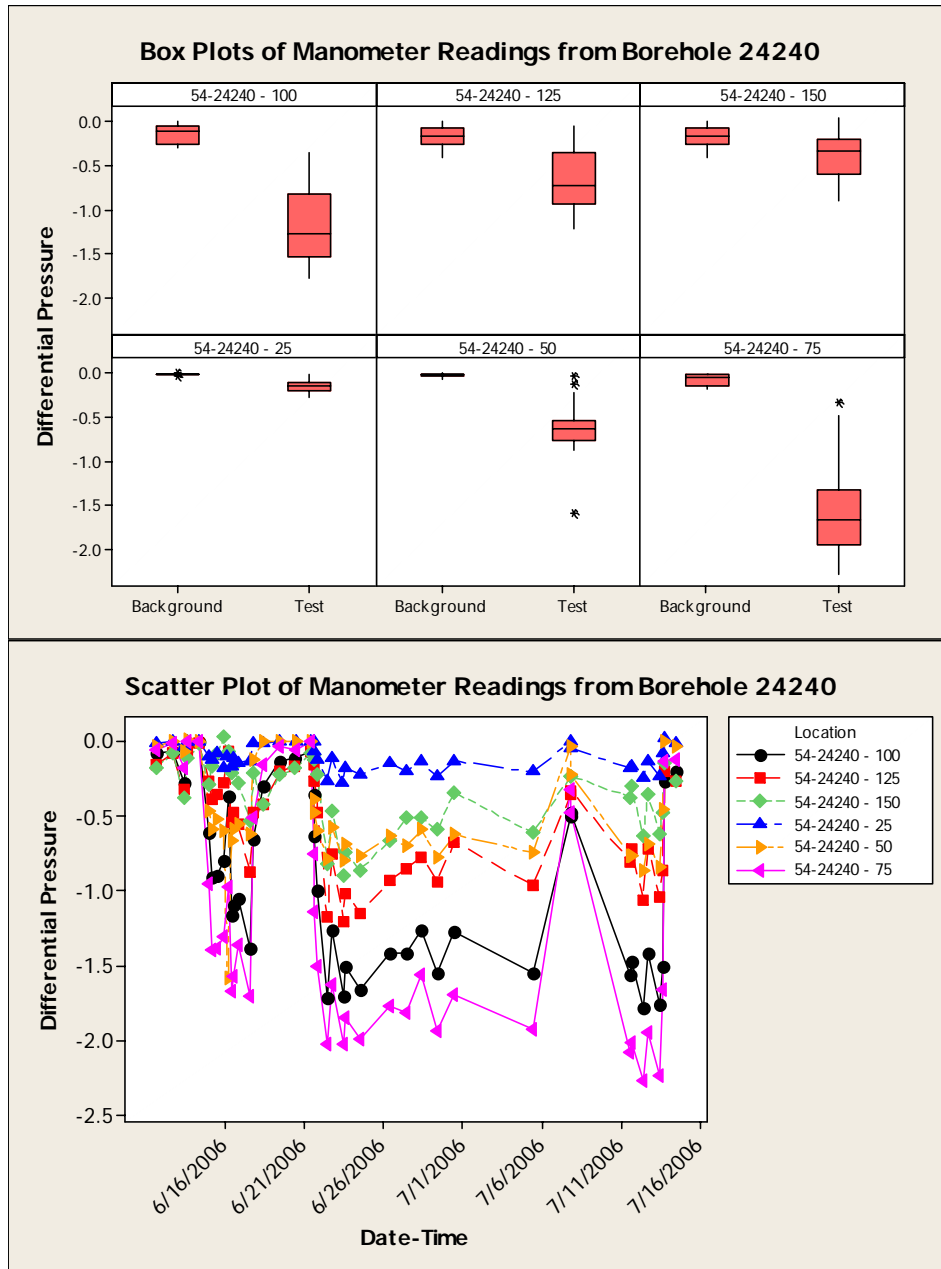 Box Plots of Manometer Readings from Borehole 24240
54-24240 - 100
54-24240 - 125
54-24240 - 150
0.0
-0.5
-1.0
-1.5
-2.0
54-24240 - 25
54-24240 - 50
54-24240 - 75
0.0
-0.5
-1.0
-1.5
-2.0
Differential Pressure
Background
Test
Background
Test
Background
Test
Scatter Plot of Manometer Readings from Borehole 24240
0.0
-0.5
-1.0
-1.5
-2.0
-2.5
Differential Pressure
6/16/2006
6/21/2006
6/26/2006
7/1/2006
7/6/2006
7/11/2006
7/16/2006
Date-Time
Location
54-24240 - 100
54-24240 - 125
54-24240 - 150
54-24240 - 25
54-24240 - 50
54-24240 - 75